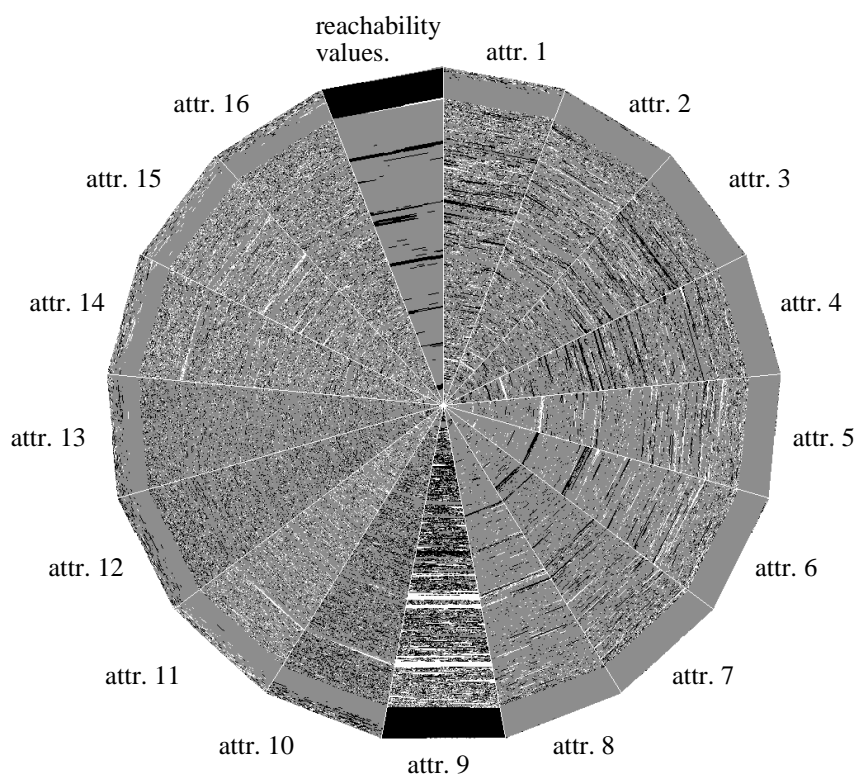 reachability
values.
attr. 1
attr. 2
attr. 3
attr. 4
attr. 5
attr. 6
attr. 7
attr. 8
attr. 9
attr. 10
attr. 11
attr. 12
attr. 13
attr. 14
attr. 15
attr. 16